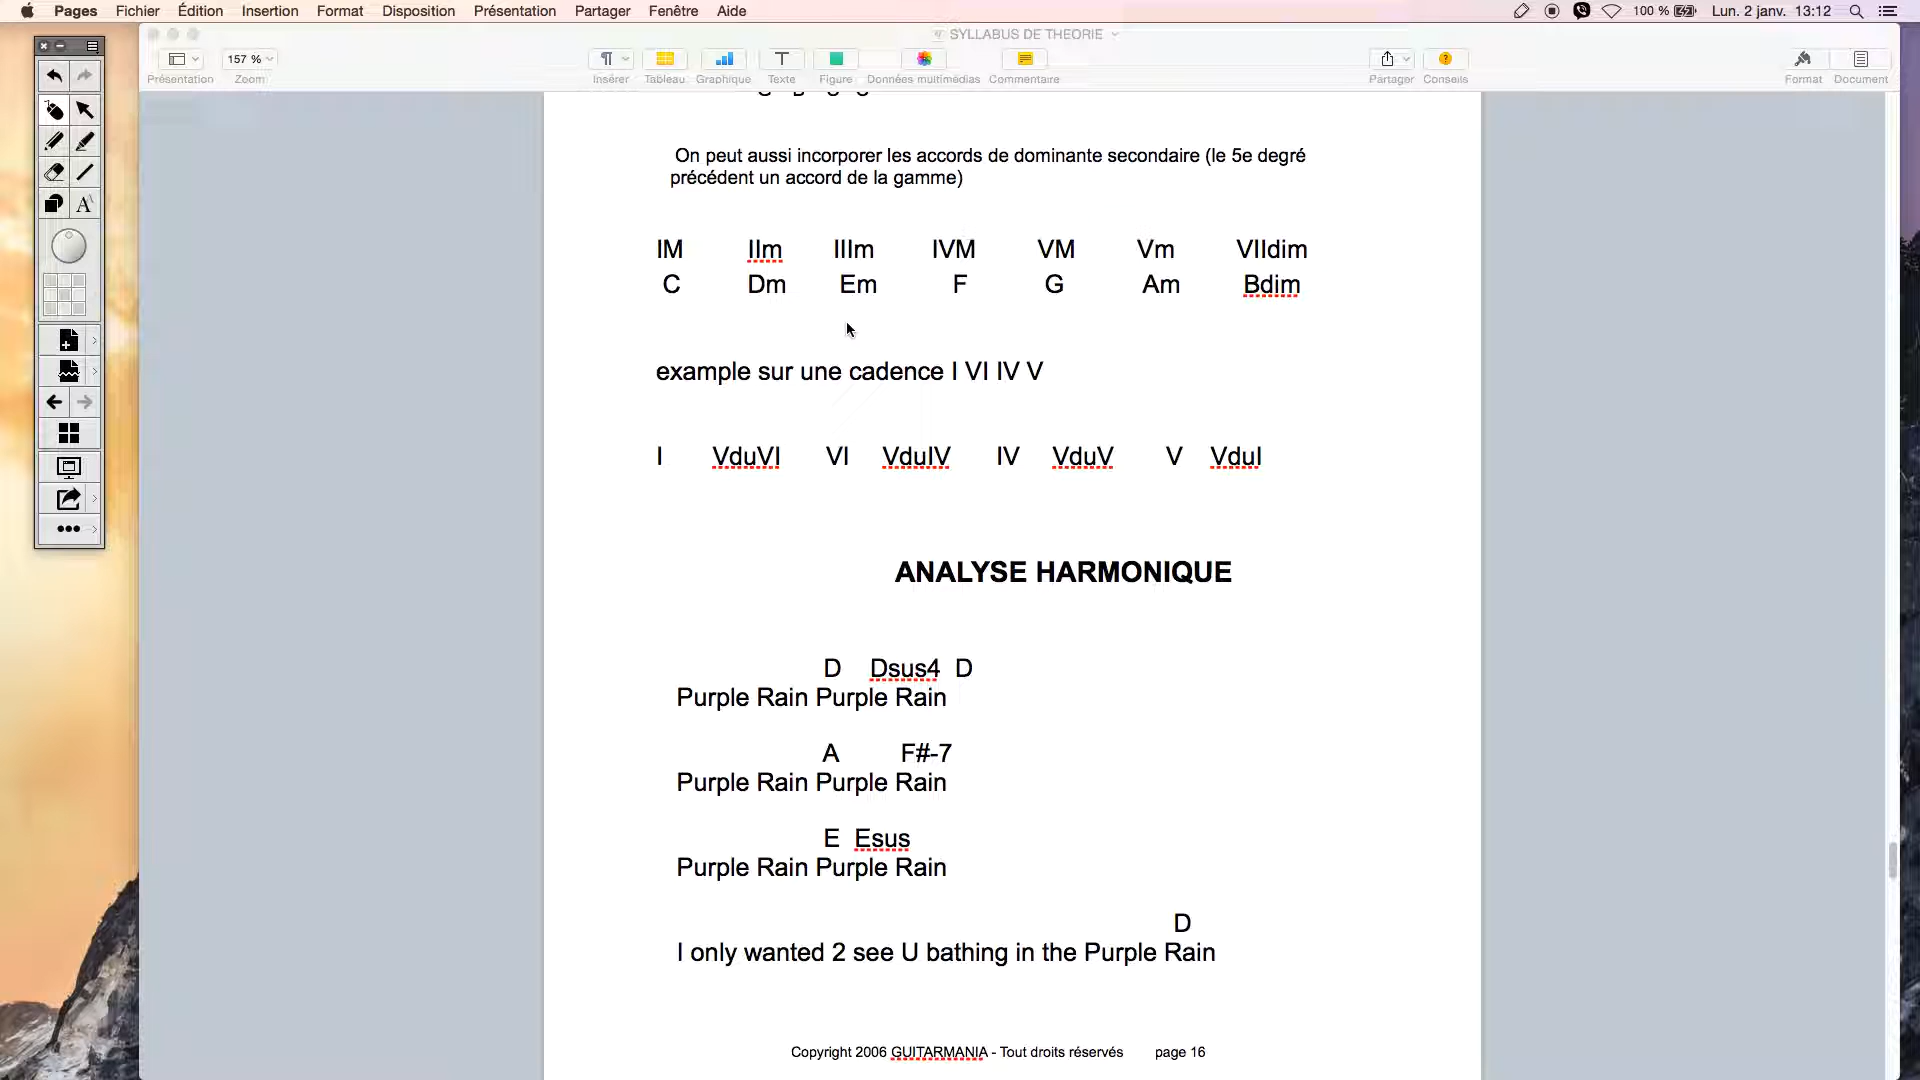 Pages Fichier Édition Insertion Format Disposition Présentation Partager Fenêtre Aide 100 % Lun. 2 janv. 13:12
SYLLABUS DE THEORIE
157 %
Présentation Zoom Insérer Tableau Graphique Texte Figure Données multimédias Commentaire Partager Conseils Format Document
On peut aussi incorporer les accords de dominante secondaire (le 5e degré
précédent un accord de la gamme)
IM IIm IIIm IVM VM Vm VIIdim
C Dm Em F G Am Bdim
example sur une cadence I VI IV V
I VduVI VI VduIV IV VduV V VduI
ANALYSE HARMONIQUE
D Dsus4 D
Purple Rain Purple Rain
A F#-7
Purple Rain Purple Rain
E Esus
Purple Rain Purple Rain
D
I only wanted 2 see U bathing in the Purple Rain
Copyright 2006 GUITARMANIA - Tout droits réservés page 16